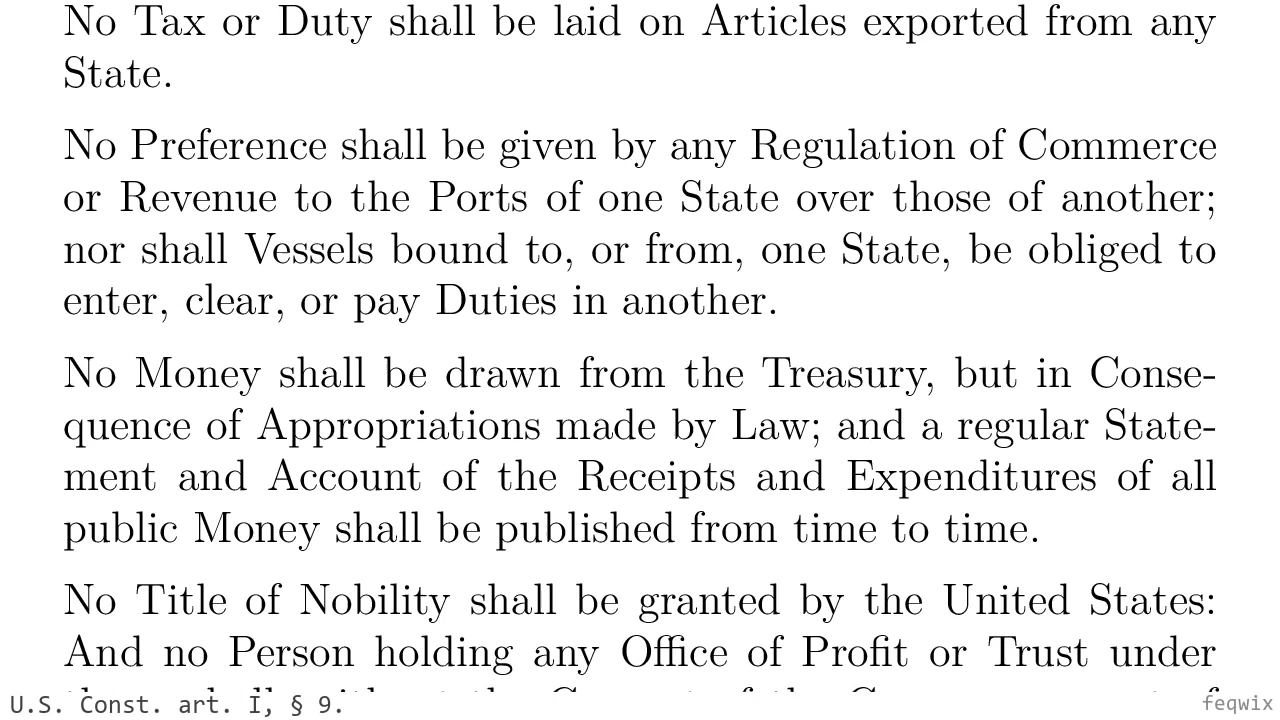 No Tax or Duty shall be laid on Articles exported from any
State.
No Preference shall be given by any Regulation of Commerce
or Revenue to the Ports of one State over those of another;
nor shall Vessels bound to, or from, one State, be obliged to
enter, clear, or pay Duties in another.
No Money shall be drawn from the Treasury, but in Conse-
quence of Appropriations made by Law; and a regular State-
ment and Account of the Receipts and Expenditures of all
public Money shall be published from time to time.
No Title of Nobility shall be granted by the United States:
And no Person holding any Office of Profit or Trust under
U.S. Const. art. I, § 9.
feqwix